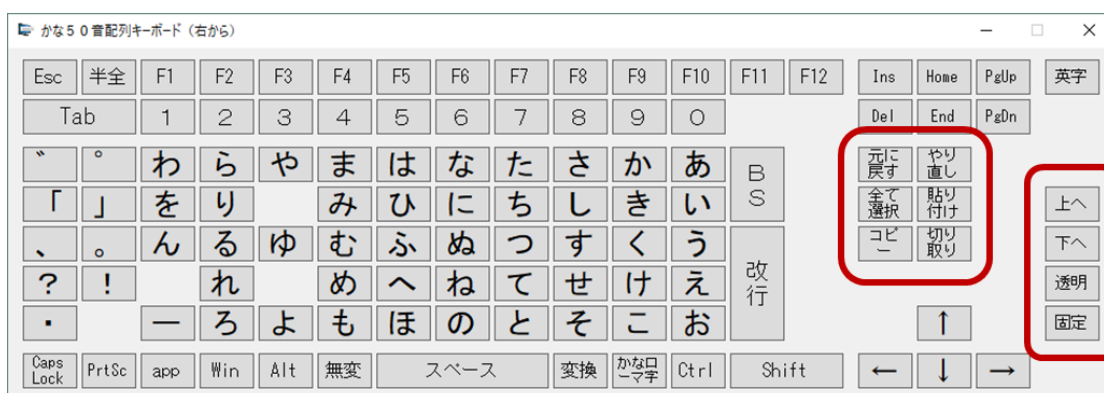 かな５０音配列キーボード（右から）
Esc 半全 F1 F2 F3 F4 F5 F6 F7 F8 F9 F10 F11 F12 Ins Home PgUp 英字
Tab 1 2 3 4 5 6 7 8 9 0 Del End PgDn
゛ ゜ わ ら や ま は な た さ か あ BS 元に戻す やり直し
「 」 を り み ひ に ち し き い 全て選択 貼り付け 上へ
、 。 ん る ゆ む ふ ぬ つ す く う 改行 コピー 切り取り 下へ
? ! れ め へ ね て せ け え 透明
・ ー ろ よ も ほ の と そ こ お ↑ 固定
Caps Lock PrtSc app Win Alt 無変 スペース 変換 かなローマ字 Ctrl Shift ← ↓ →